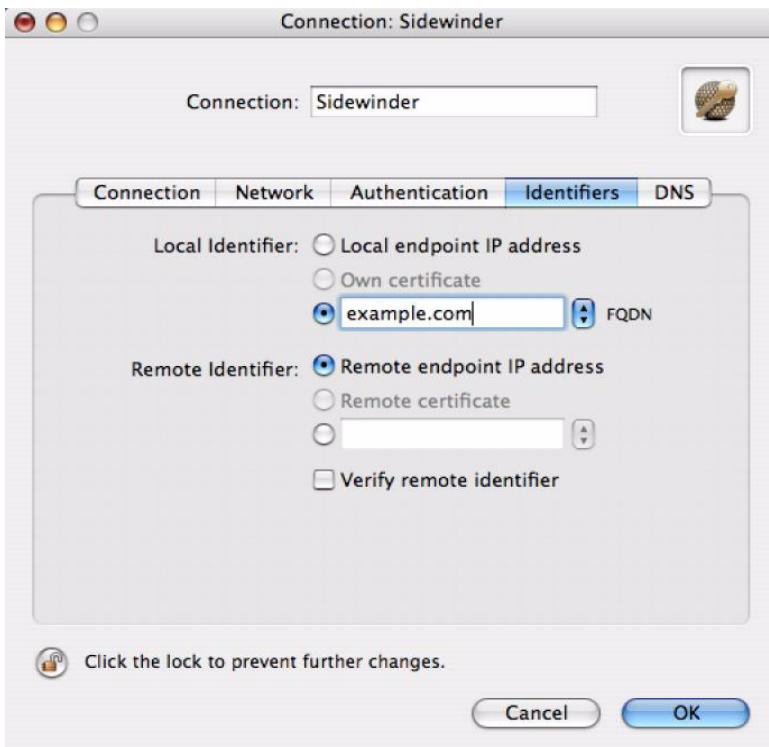 Connection: Sidewinder
Connection: Sidewinder
Connection Network Authentication Identifiers DNS
Local Identifier: Local endpoint IP address
Own certificate
example.com FQDN
Remote Identifier: Remote endpoint IP address
Remote certificate
Verify remote identifier
Click the lock to prevent further changes.
Cancel OK